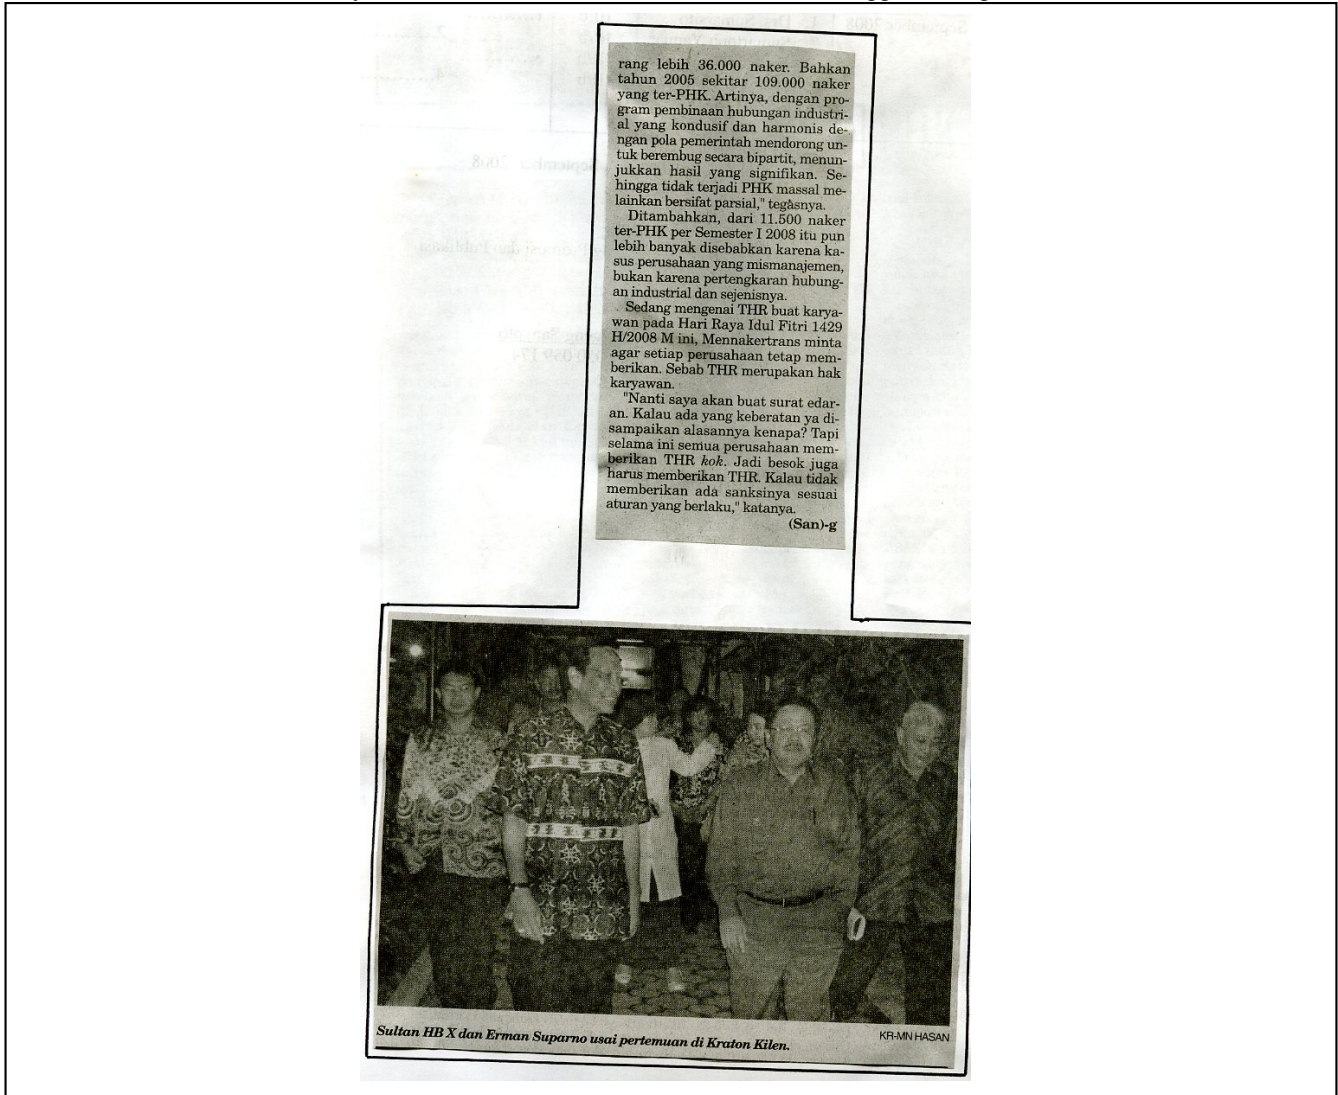 rang lebih 36.000 naker. Bahkan
tahun 2005 sekitar 109.000 naker
yang ter-PHK. Artinya, dengan pro-
gram pembinaan hubungan industri-
al yang kondusif dan harmonis de-
ngan pola pemerintah mendorong un-
tuk berembug secara bipartit, menun-
jukkan hasil yang signifikan. Se-
hingga tidak terjadi PHK massal me-
lainkan bersifat parsial," tegasnya.
Ditambahkan, dari 11.500 naker
ter-PHK per Semester I 2008 itu pun
lebih banyak disebabkan karena ka-
sus perusahaan yang mismanajemen,
bukan karena pertengkaran hubung-
an industrial dan sejenisnya.
Sedang mengenai THR buat karya-
wan pada Hari Raya Idul Fitri 1429
H/2008 M ini, Mennakertrans minta
agar setiap perusahaan tetap mem-
berikan. Sebab THR merupakan hak
karyawan.
"Nanti saya akan buat surat edar-
an. Kalau ada yang keberatan ya di-
sampaikan alasannya kenapa? Tapi
selama ini semua perusahaan mem-
berikan THR kok. Jadi besok juga
harus memberikan THR. Kalau tidak
memberikan ada sanksinya sesuai
aturan yang berlaku," katanya.
(San)-g
KR-MN HASAN
Sultan HB X dan Erman Suparno usai pertemuan di Kraton Kilen.